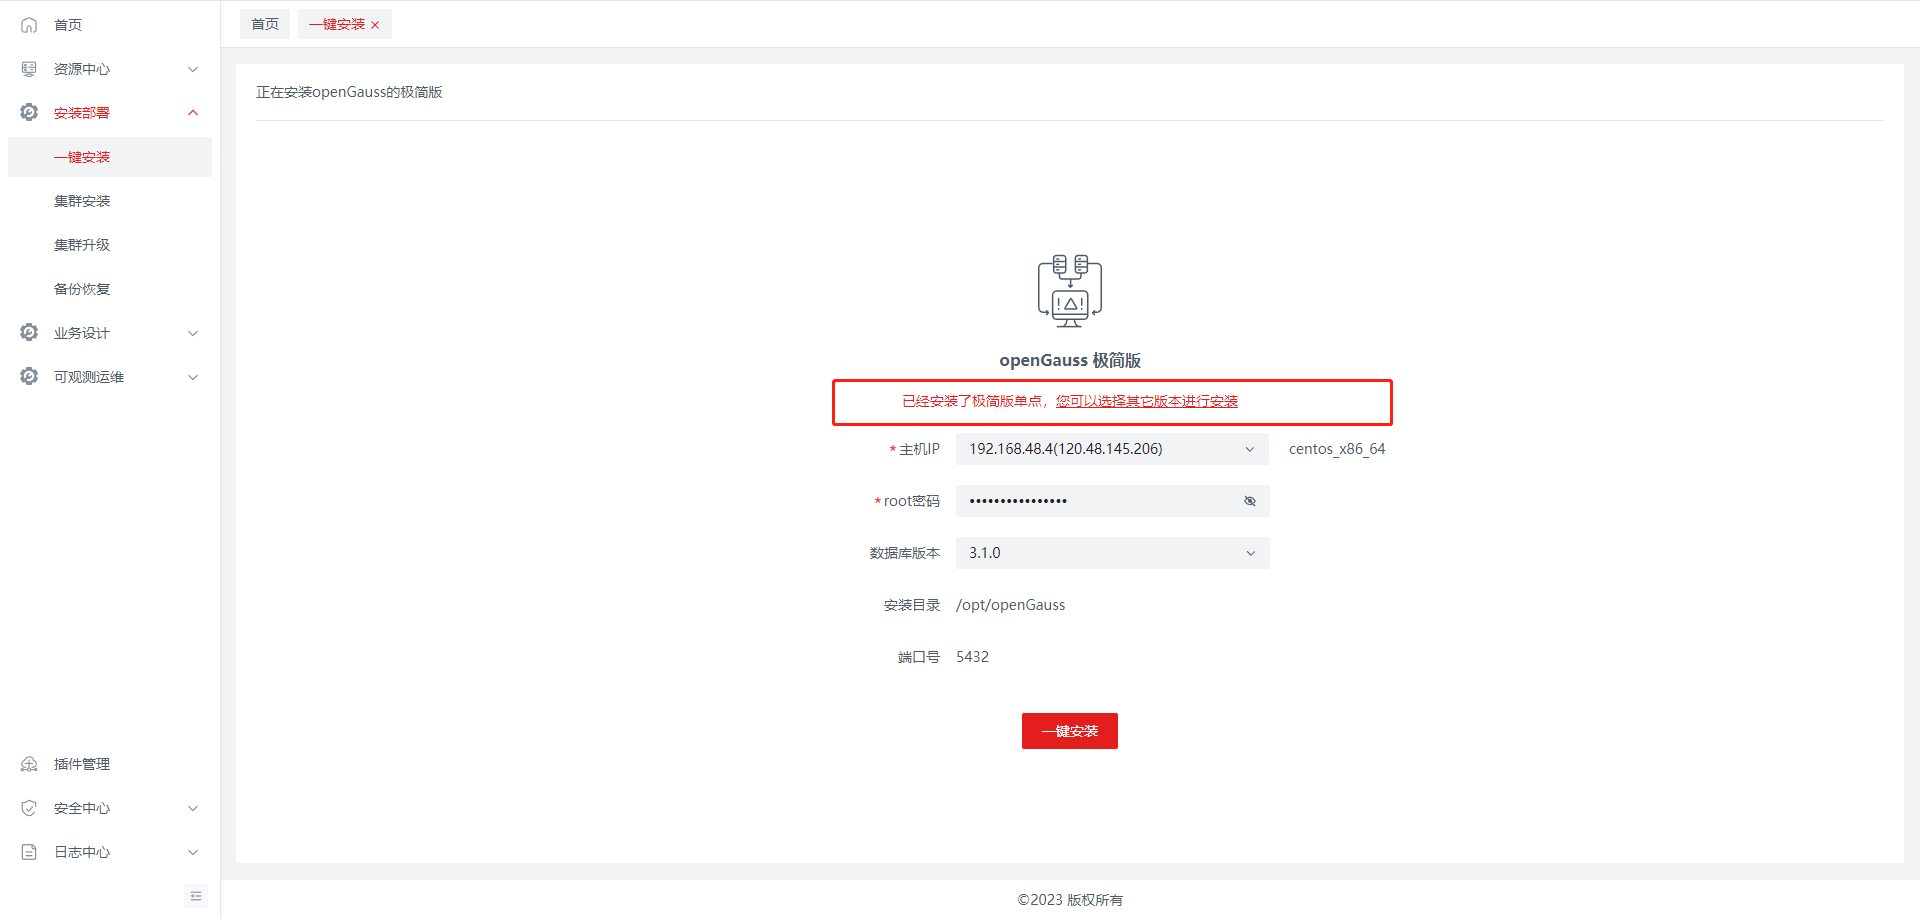 首页
资源中心
安装部署
一键安装
集群安装
集群升级
备份恢复
业务设计
可观测运维
插件管理
安全中心
日志中心
首页
一键安装
正在安装openGauss的极简版
openGauss 极简版
已经安装了极简版单点，您可以选择其它版本进行安装
*主机IP 192.168.48.4(120.48.145.206) centos_x86_64
*root密码 ••••••••••••••••
数据库版本 3.1.0
安装目录 /opt/openGauss
端口号 5432
一键安装
©2023 版权所有